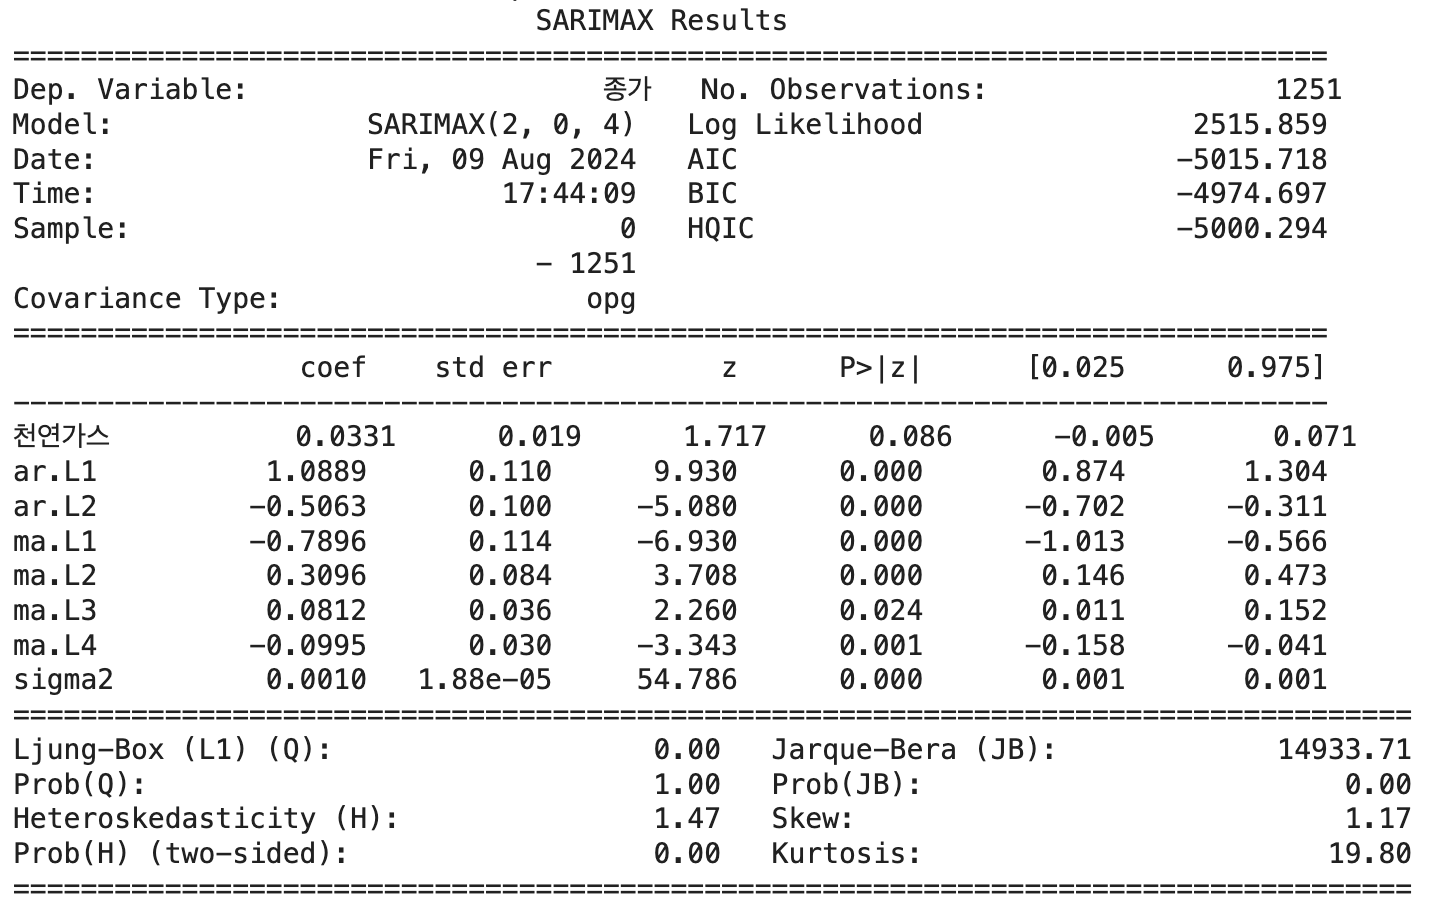 SARIMAX Results
==============================================================================
Dep. Variable: 종가 No. Observations: 1251
Model: SARIMAX(2, 0, 4) Log Likelihood 2515.859
Date: Fri, 09 Aug 2024 AIC -5015.718
Time: 17:44:09 BIC -4974.697
Sample: 0 HQIC -5000.294
- 1251
Covariance Type: opg
==============================================================================
coef std err z P>|z| [0.025 0.975]
------------------------------------------------------------------------------
천연가스 0.0331 0.019 1.717 0.086 -0.005 0.071
ar.L1 1.0889 0.110 9.930 0.000 0.874 1.304
ar.L2 -0.5063 0.100 -5.080 0.000 -0.702 -0.311
ma.L1 -0.7896 0.114 -6.930 0.000 -1.013 -0.566
ma.L2 0.3096 0.084 3.708 0.000 0.146 0.473
ma.L3 0.0812 0.036 2.260 0.024 0.011 0.152
ma.L4 -0.0995 0.030 -3.343 0.001 -0.158 -0.041
sigma2 0.0010 1.88e-05 54.786 0.000 0.001 0.001
===================================================================================
Ljung-Box (L1) (Q): 0.00 Jarque-Bera (JB): 14933.71
Prob(Q): 1.00 Prob(JB): 0.00
Heteroskedasticity (H): 1.47 Skew: 1.17
Prob(H) (two-sided): 0.00 Kurtosis: 19.80
===================================================================================